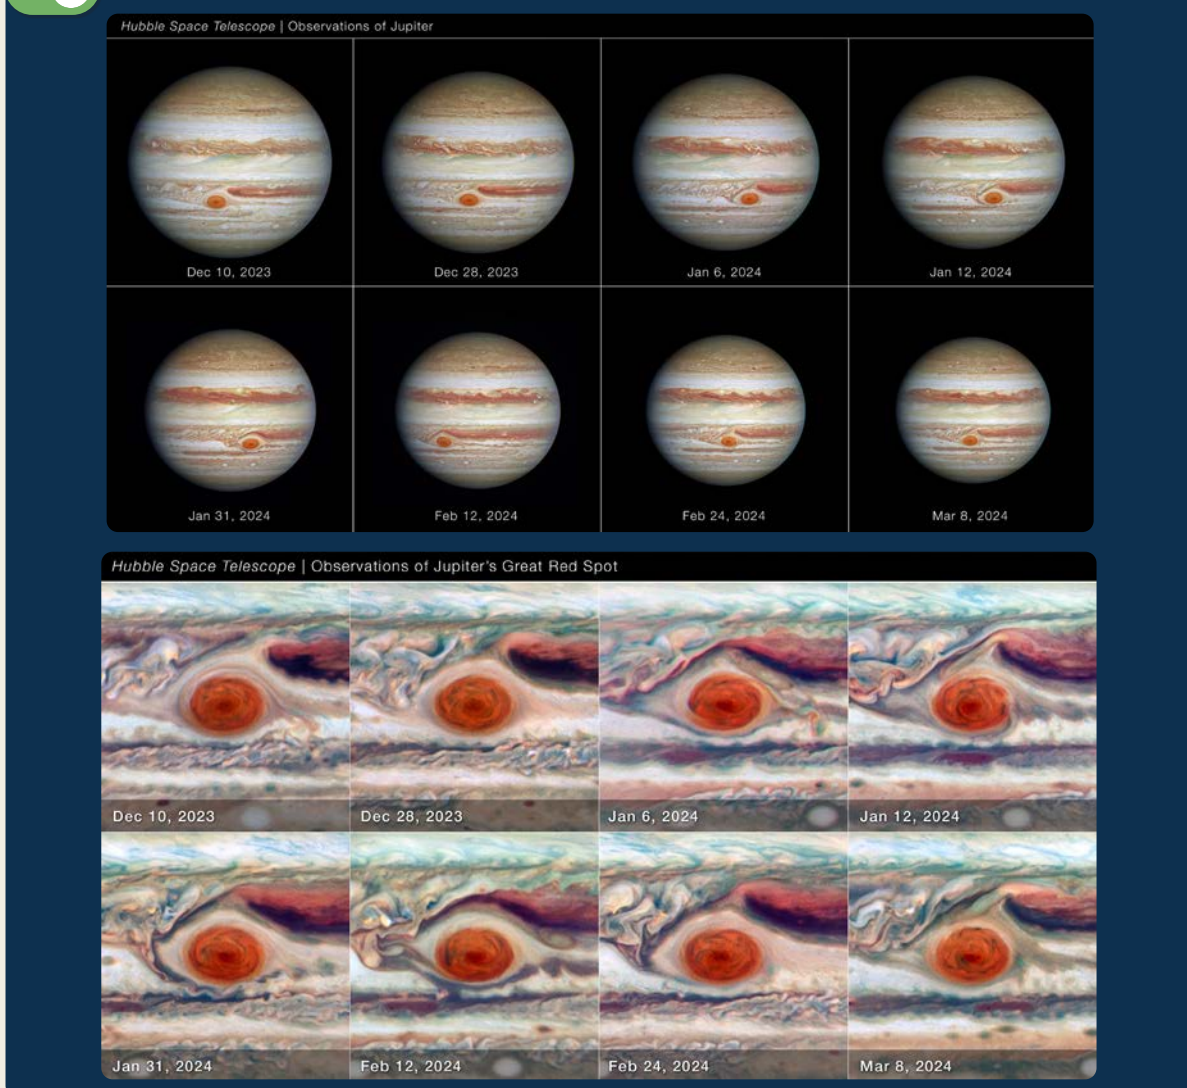 Hubble Space Telescope | Observations of Jupiter
Dec 10, 2023
Dec 28, 2023
Jan 6, 2024
Jan 12, 2024
Jan 31, 2024
Feb 12, 2024
Feb 24, 2024
Mar 8, 2024
Hubble Space Telescope | Observations of Jupiter's Great Red Spot
Dec 10, 2023
Dec 28, 2023
Jan 6, 2024
Jan 12, 2024
Jan 31, 2024
Feb 12, 2024
Feb 24, 2024
Mar 8, 2024